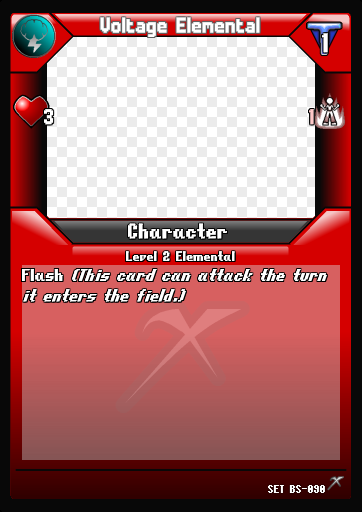 Voltage Elemental
1
3
1
Character
Level 2 Elemental
Flash (This card can attack the turn
it enters the field.)
SET BS-090